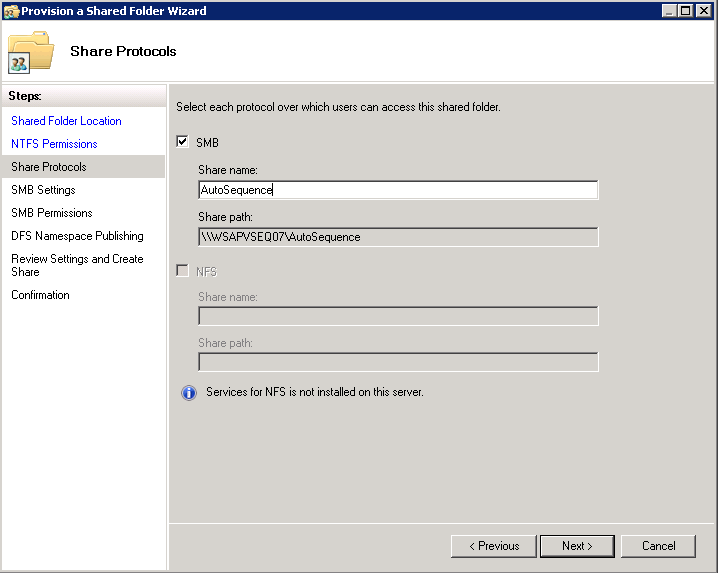 Provision a Shared Folder Wizard
Share Protocols
Steps:
Shared Folder Location
NTFS Permissions
Share Protocols
SMB Settings
SMB Permissions
DFS Namespace Publishing
Review Settings and Create
Share
Confirmation
Select each protocol over which users can access this shared folder.
SMB
Share name:
AutoSequence
Share path:
\\WSAPVSEQ07\AutoSequence
NFS
Share name:
Share path:
Services for NFS is not installed on this server.
< Previous
Next >
Cancel